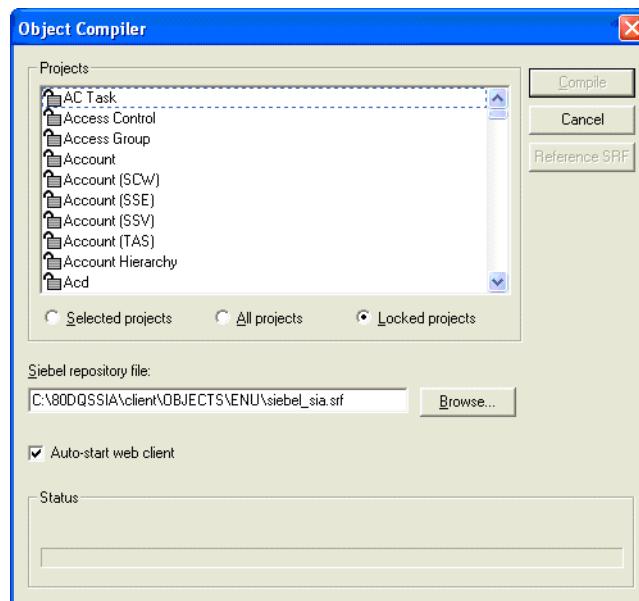 Object Compiler
Projects
AC Task
Access Control
Access Group
Account
Account (SCW)
Account (SSE)
Account (SSV)
Account (TAS)
Account Hierarchy
Acd
Compile
Cancel
Reference SRF
Selected projects
All projects
Locked projects
Siebel repository file:
C:\80DQSSIA\client\OBJECTS\ENU\siebel_sia.srf
Browse...
Auto-start web client
Status